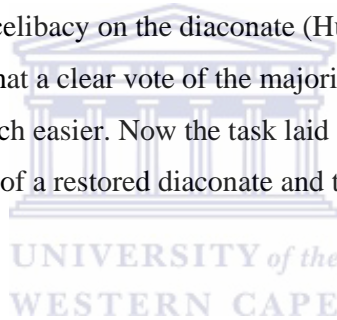 celibacy on the diaconate (Hu
hat a clear vote of the majori
ch easier. Now the task laid
of a restored diaconate and t
UNIVERSITY of the
WESTERN CAPE